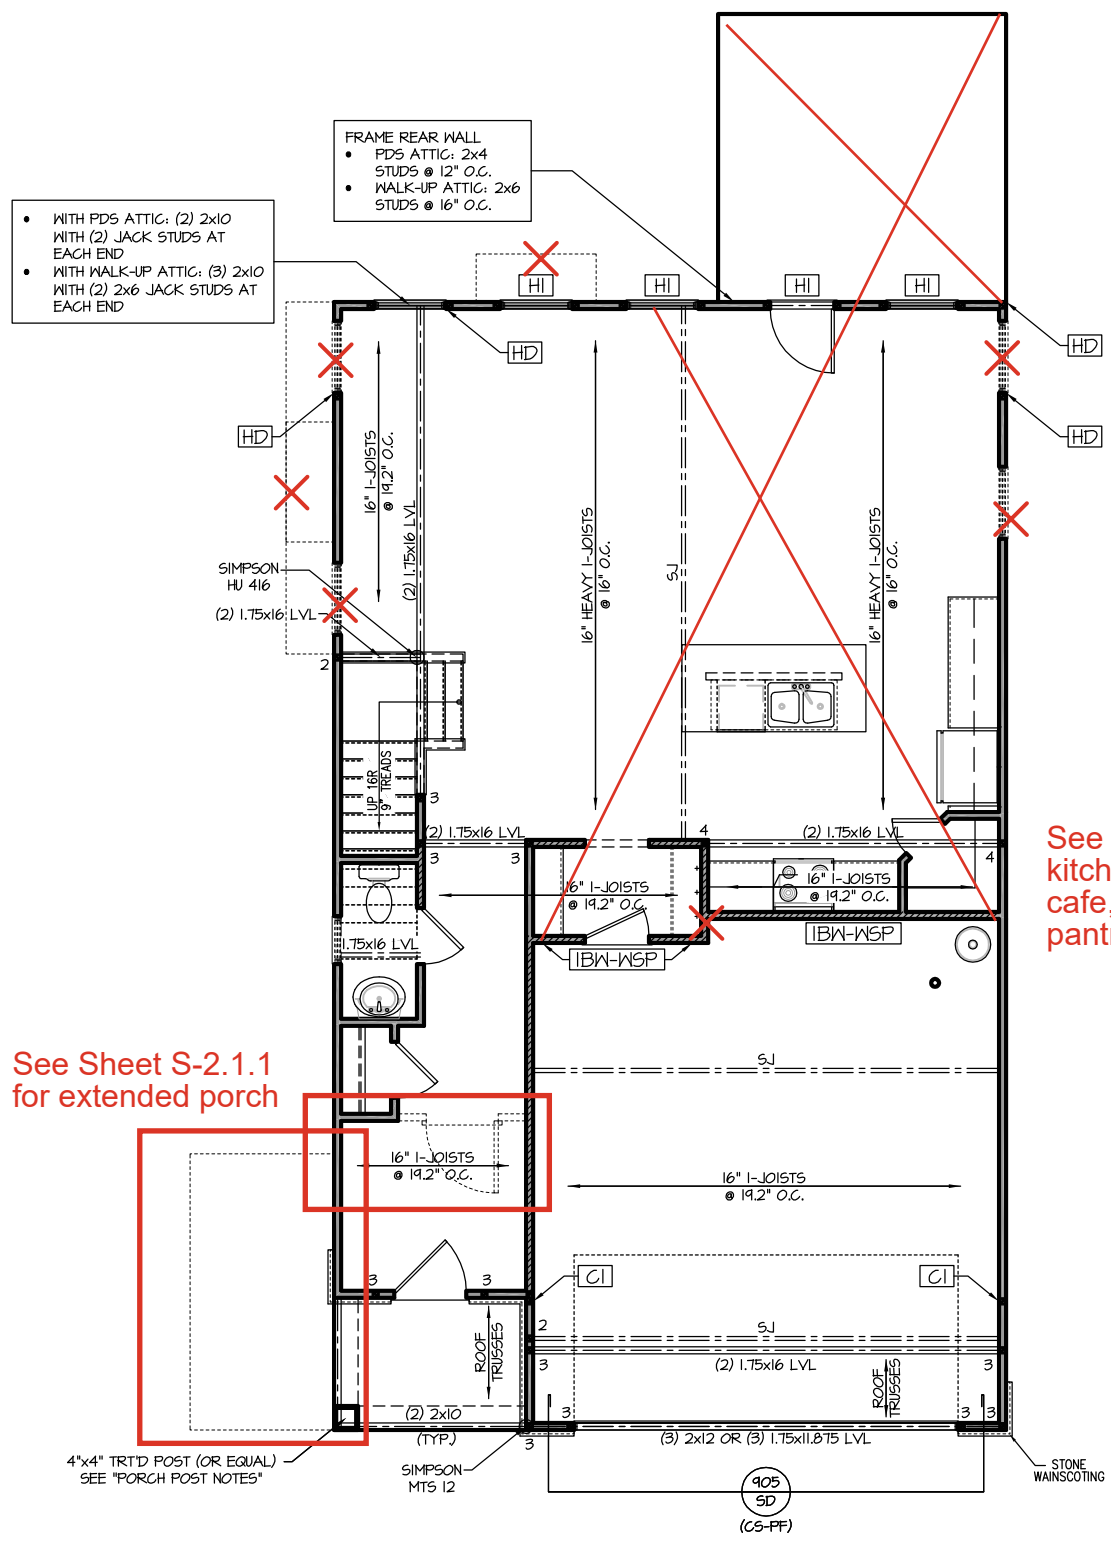 FRAME REAR WALL
• PDS ATTIC: 2x4
STUDS @ 12" O.C.
• WALK-UP ATTIC: 2x6
STUDS @ 16" O.C.
• WITH PDS ATTIC: (2) 2x10
WITH (2) JACK STUDS AT
EACH END
• WITH WALK-UP ATTIC: (3) 2x10
WITH (2) 2x6 JACK STUDS AT
EACH END
HI
HI
HI
HI
HD
HD
HD
HD
16" I-JOISTS
@ 19.2" O.C.
(2) 1.75x16 LVL
16" HEAVY I-JOISTS
@ 16" O.C.
SJ
16" HEAVY I-JOISTS
@ 16" O.C.
SIMPSON
HU 416
(2) 1.75x16 LVL
2
UP 16R
9" TREADS
3
(2) 1.75x16 LVL
3
3
4
(2) 1.75x16 LVL
4
16" I-JOISTS
@ 19.2" O.C.
16" I-JOISTS
@ 19.2" O.C.
See
kitch
cafe,
pant
1.75x16 LVL
IBW-WSP
IBW-WSP
SJ
See Sheet S-2.1.1
for extended porch
16" I-JOISTS
@ 19.2" O.C.
16" I-JOISTS
@ 19.2" O.C.
3
3
C1
C1
2
SJ
ROOF
TRUSSES
3
(2) 1.75x16 LVL
3
ROOF
TRUSSES
(2) 2x10
(TYP.)
3
3
3
3
(3) 2x12 OR (3) 1.75x11.875 LVL
4"x4" TRT'D POST (OR EQUAL)
SEE "PORCH POST NOTES"
SIMPSON
MTS 12
STONE
WAINSCOTING
905
SD
(CS-PF)